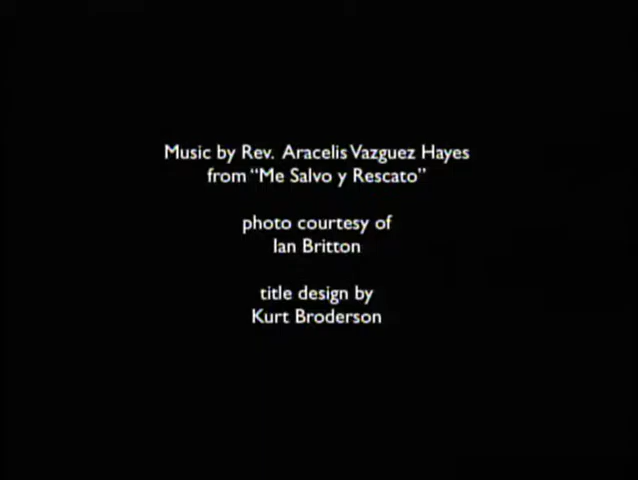 Music by Rev. Aracelis Vazguez Hayes
from "Me Salvo y Rescato"
photo courtesy of
Ian Britton
title design by
Kurt Broderson